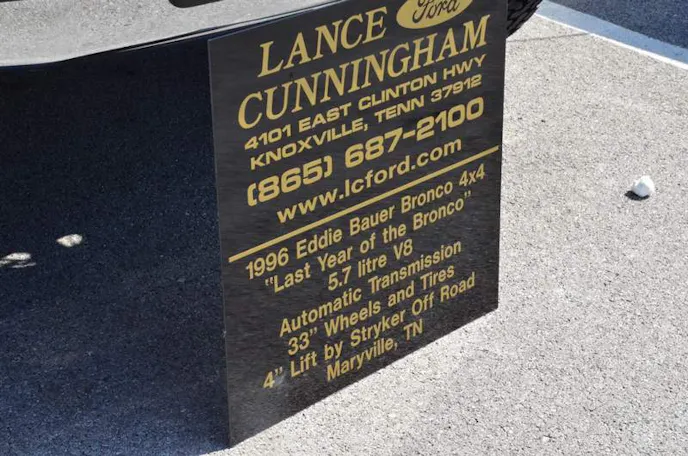 LANCE Ford
CUNNINGHAM
4101 EAST CLINTON HWY
KNOXVILLE, TENN 37912
(865) 687-2100
www.lcford.com
1996 Eddie Bauer Bronco 4x4
"Last Year of the Bronco"
5.7 litre V8
Automatic Transmission
33" Wheels and Tires
4" Lift by Stryker Off Road
Maryville, TN